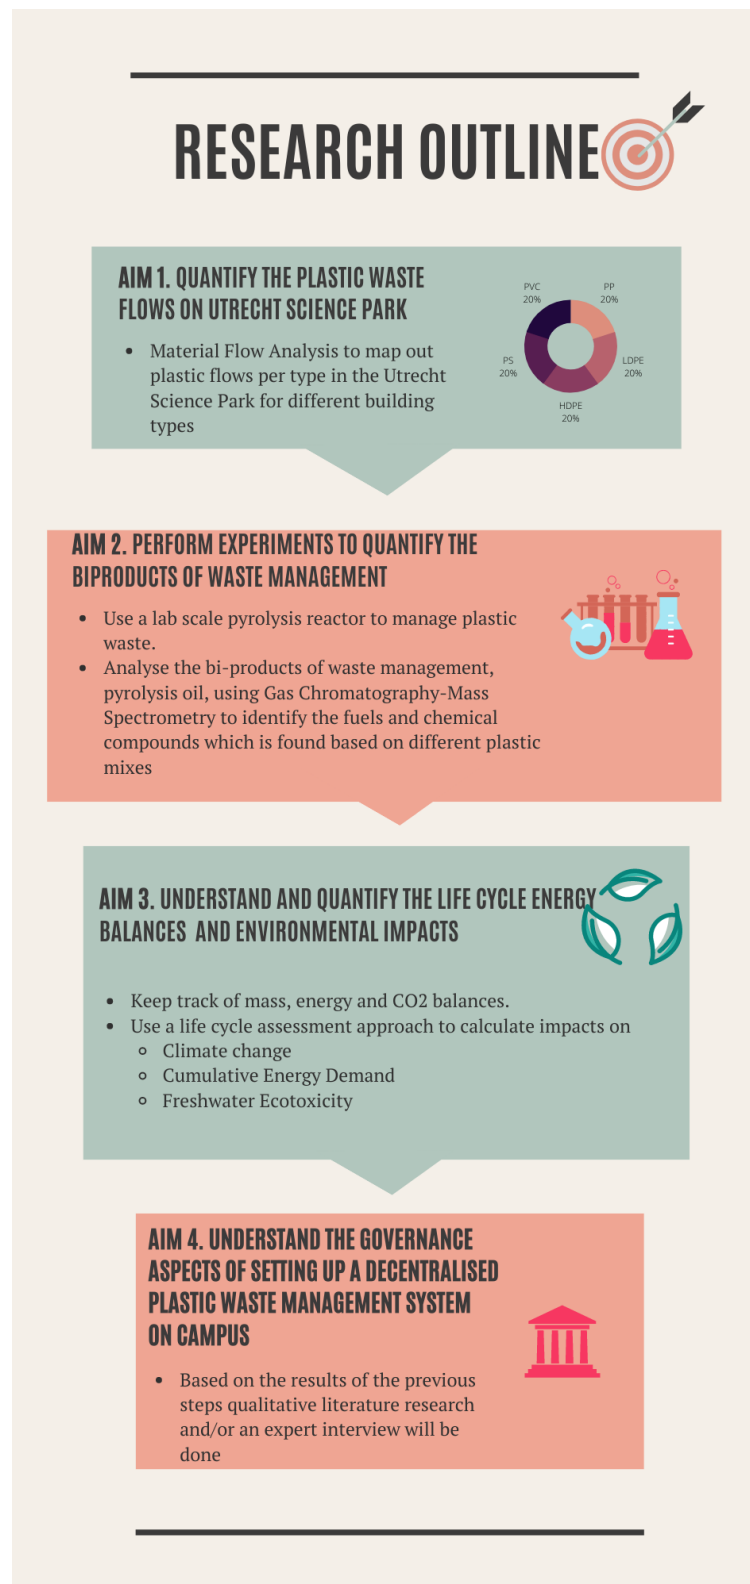 RESEARCH OUTLINE
AIM 1. QUANTIFY THE PLASTIC WASTE
FLOWS ON UTRECHT SCIENCE PARK
• Material Flow Analysis to map out
plastic flows per type in the Utrecht
Science Park for different building
types
PVC
20%
PP
20%
PS
20%
LDPE
20%
HDPE
20%
AIM 2. PERFORM EXPERIMENTS TO QUANTIFY THE
BIPRODUCTS OF WASTE MANAGEMENT
• Use a lab scale pyrolysis reactor to manage plastic
waste.
• Analyse the bi-products of waste management,
pyrolysis oil, using Gas Chromatography-Mass
Spectrometry to identify the fuels and chemical
compounds which is found based on different plastic
mixes
AIM 3. UNDERSTAND AND QUANTIFY THE LIFE CYCLE ENERGY
BALANCES AND ENVIRONMENTAL IMPACTS
• Keep track of mass, energy and CO2 balances.
• Use a life cycle assessment approach to calculate impacts on
◦ Climate change
◦ Cumulative Energy Demand
◦ Freshwater Ecotoxicity
AIM 4. UNDERSTAND THE GOVERNANCE
ASPECTS OF SETTING UP A DECENTRALISED
PLASTIC WASTE MANAGEMENT SYSTEM
ON CAMPUS
• Based on the results of the previous
steps qualitative literature research
and/or an expert interview will be
done